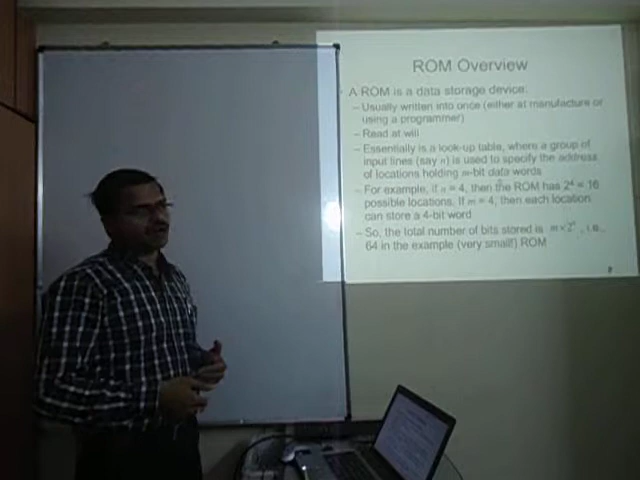 ROM Overview
A ROM is a data storage device:
– Usually written into once (either at manufacture or
using a programmer)
– Read at will
– Essentially is a look-up table, where a group of
input lines (say n) is used to specify the address
of locations holding m-bit data words
– For example, if n = 4, then the ROM has 2⁴ = 16
possible locations. If m = 4, then each location
can store a 4-bit word
– So, the total number of bits stored is m × 2ⁿ, i.e.,
64 in the example (very small!) ROM